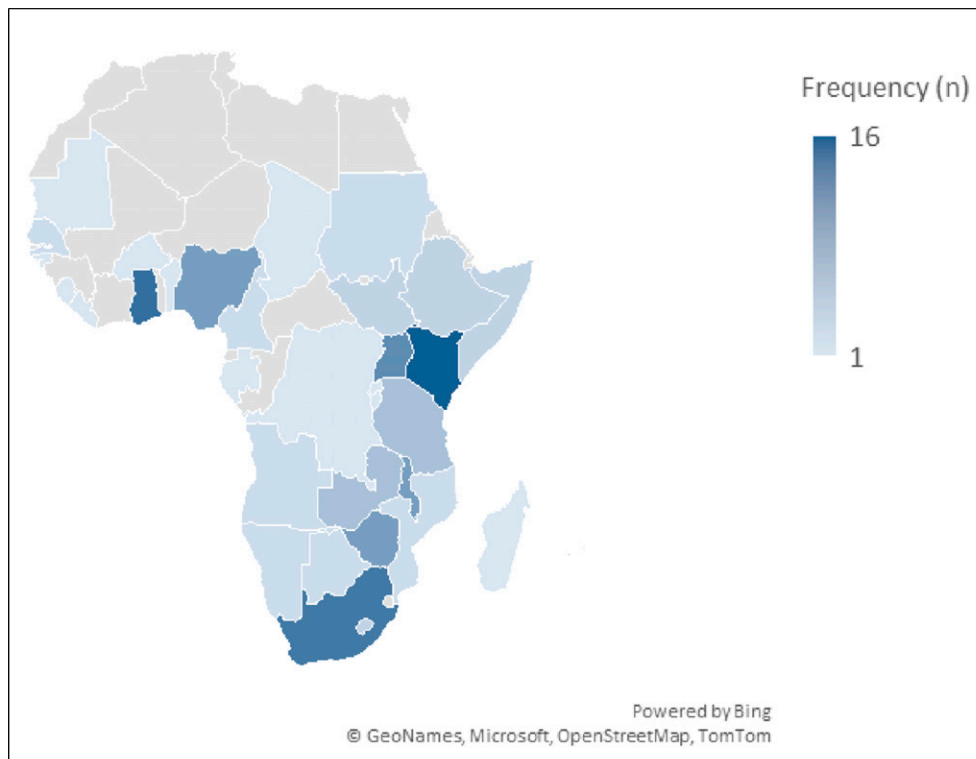 Frequency (n)
16
1
Powered by Bing
© GeoNames, Microsoft, OpenStreetMap, TomTom